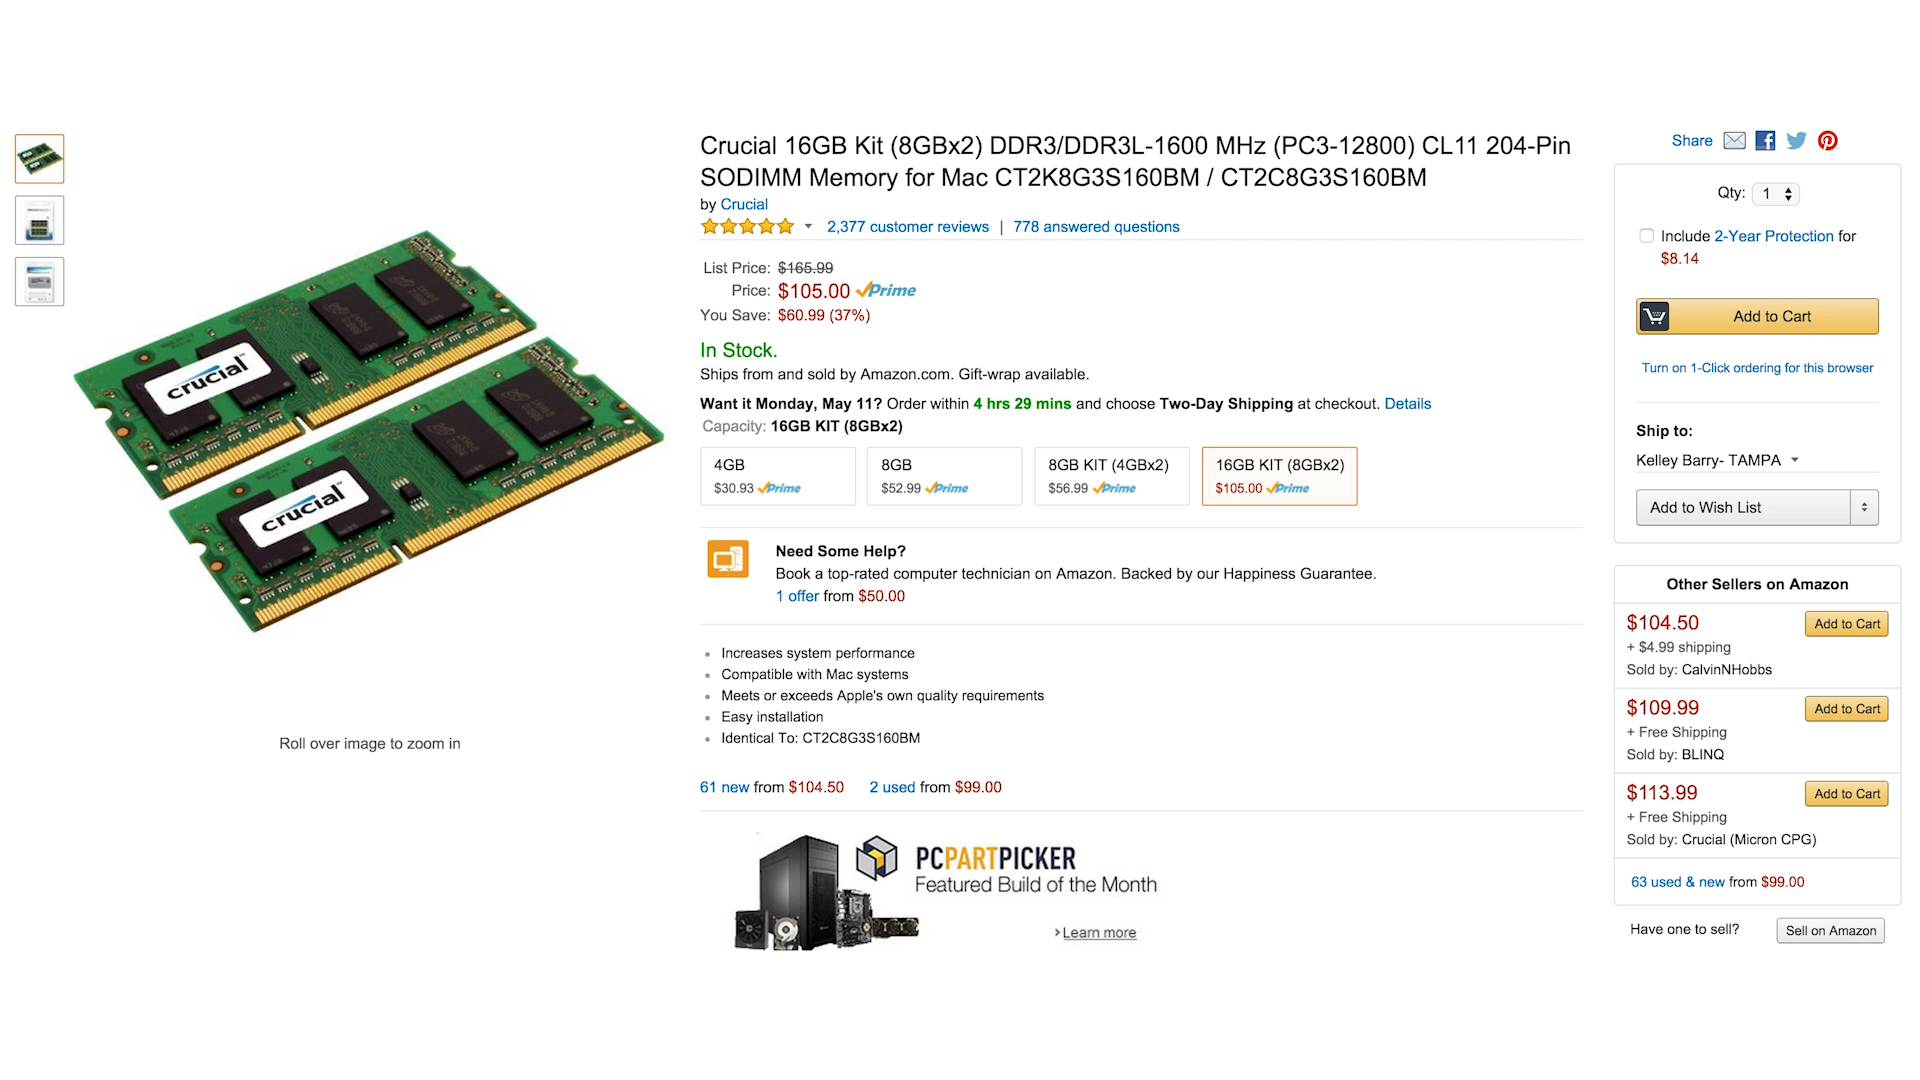 Crucial 16GB Kit (8GBx2) DDR3/DDR3L-1600 MHz (PC3-12800) CL11 204-Pin
SODIMM Memory for Mac CT2K8G3S160BM / CT2C8G3S160BM
by Crucial
2,377 customer reviews | 778 answered questions
List Price: $165.99
Price: $105.00 Prime
You Save: $60.99 (37%)
In Stock.
Ships from and sold by Amazon.com. Gift-wrap available.
Want it Monday, May 11? Order within 4 hrs 29 mins and choose Two-Day Shipping at checkout. Details
Capacity: 16GB KIT (8GBx2)
4GB
$30.93 Prime
8GB
$52.99 Prime
8GB KIT (4GBx2)
$56.99 Prime
16GB KIT (8GBx2)
$105.00 Prime
Need Some Help?
Book a top-rated computer technician on Amazon. Backed by our Happiness Guarantee.
1 offer from $50.00
Increases system performance
Compatible with Mac systems
Meets or exceeds Apple's own quality requirements
Easy installation
Identical To: CT2C8G3S160BM
61 new from $104.50 2 used from $99.00
PCPARTPICKER
Featured Build of the Month
Learn more
crucial
crucial
Roll over image to zoom in
Share
Qty: 1
Include 2-Year Protection for
$8.14
Add to Cart
Turn on 1-Click ordering for this browser
Ship to:
Kelley Barry- TAMPA
Add to Wish List
Other Sellers on Amazon
$104.50 Add to Cart
+ $4.99 shipping
Sold by: CalvinNHobbs
$109.99 Add to Cart
+ Free Shipping
Sold by: BLINQ
$113.99 Add to Cart
+ Free Shipping
Sold by: Crucial (Micron CPG)
63 used & new from $99.00
Have one to sell? Sell on Amazon